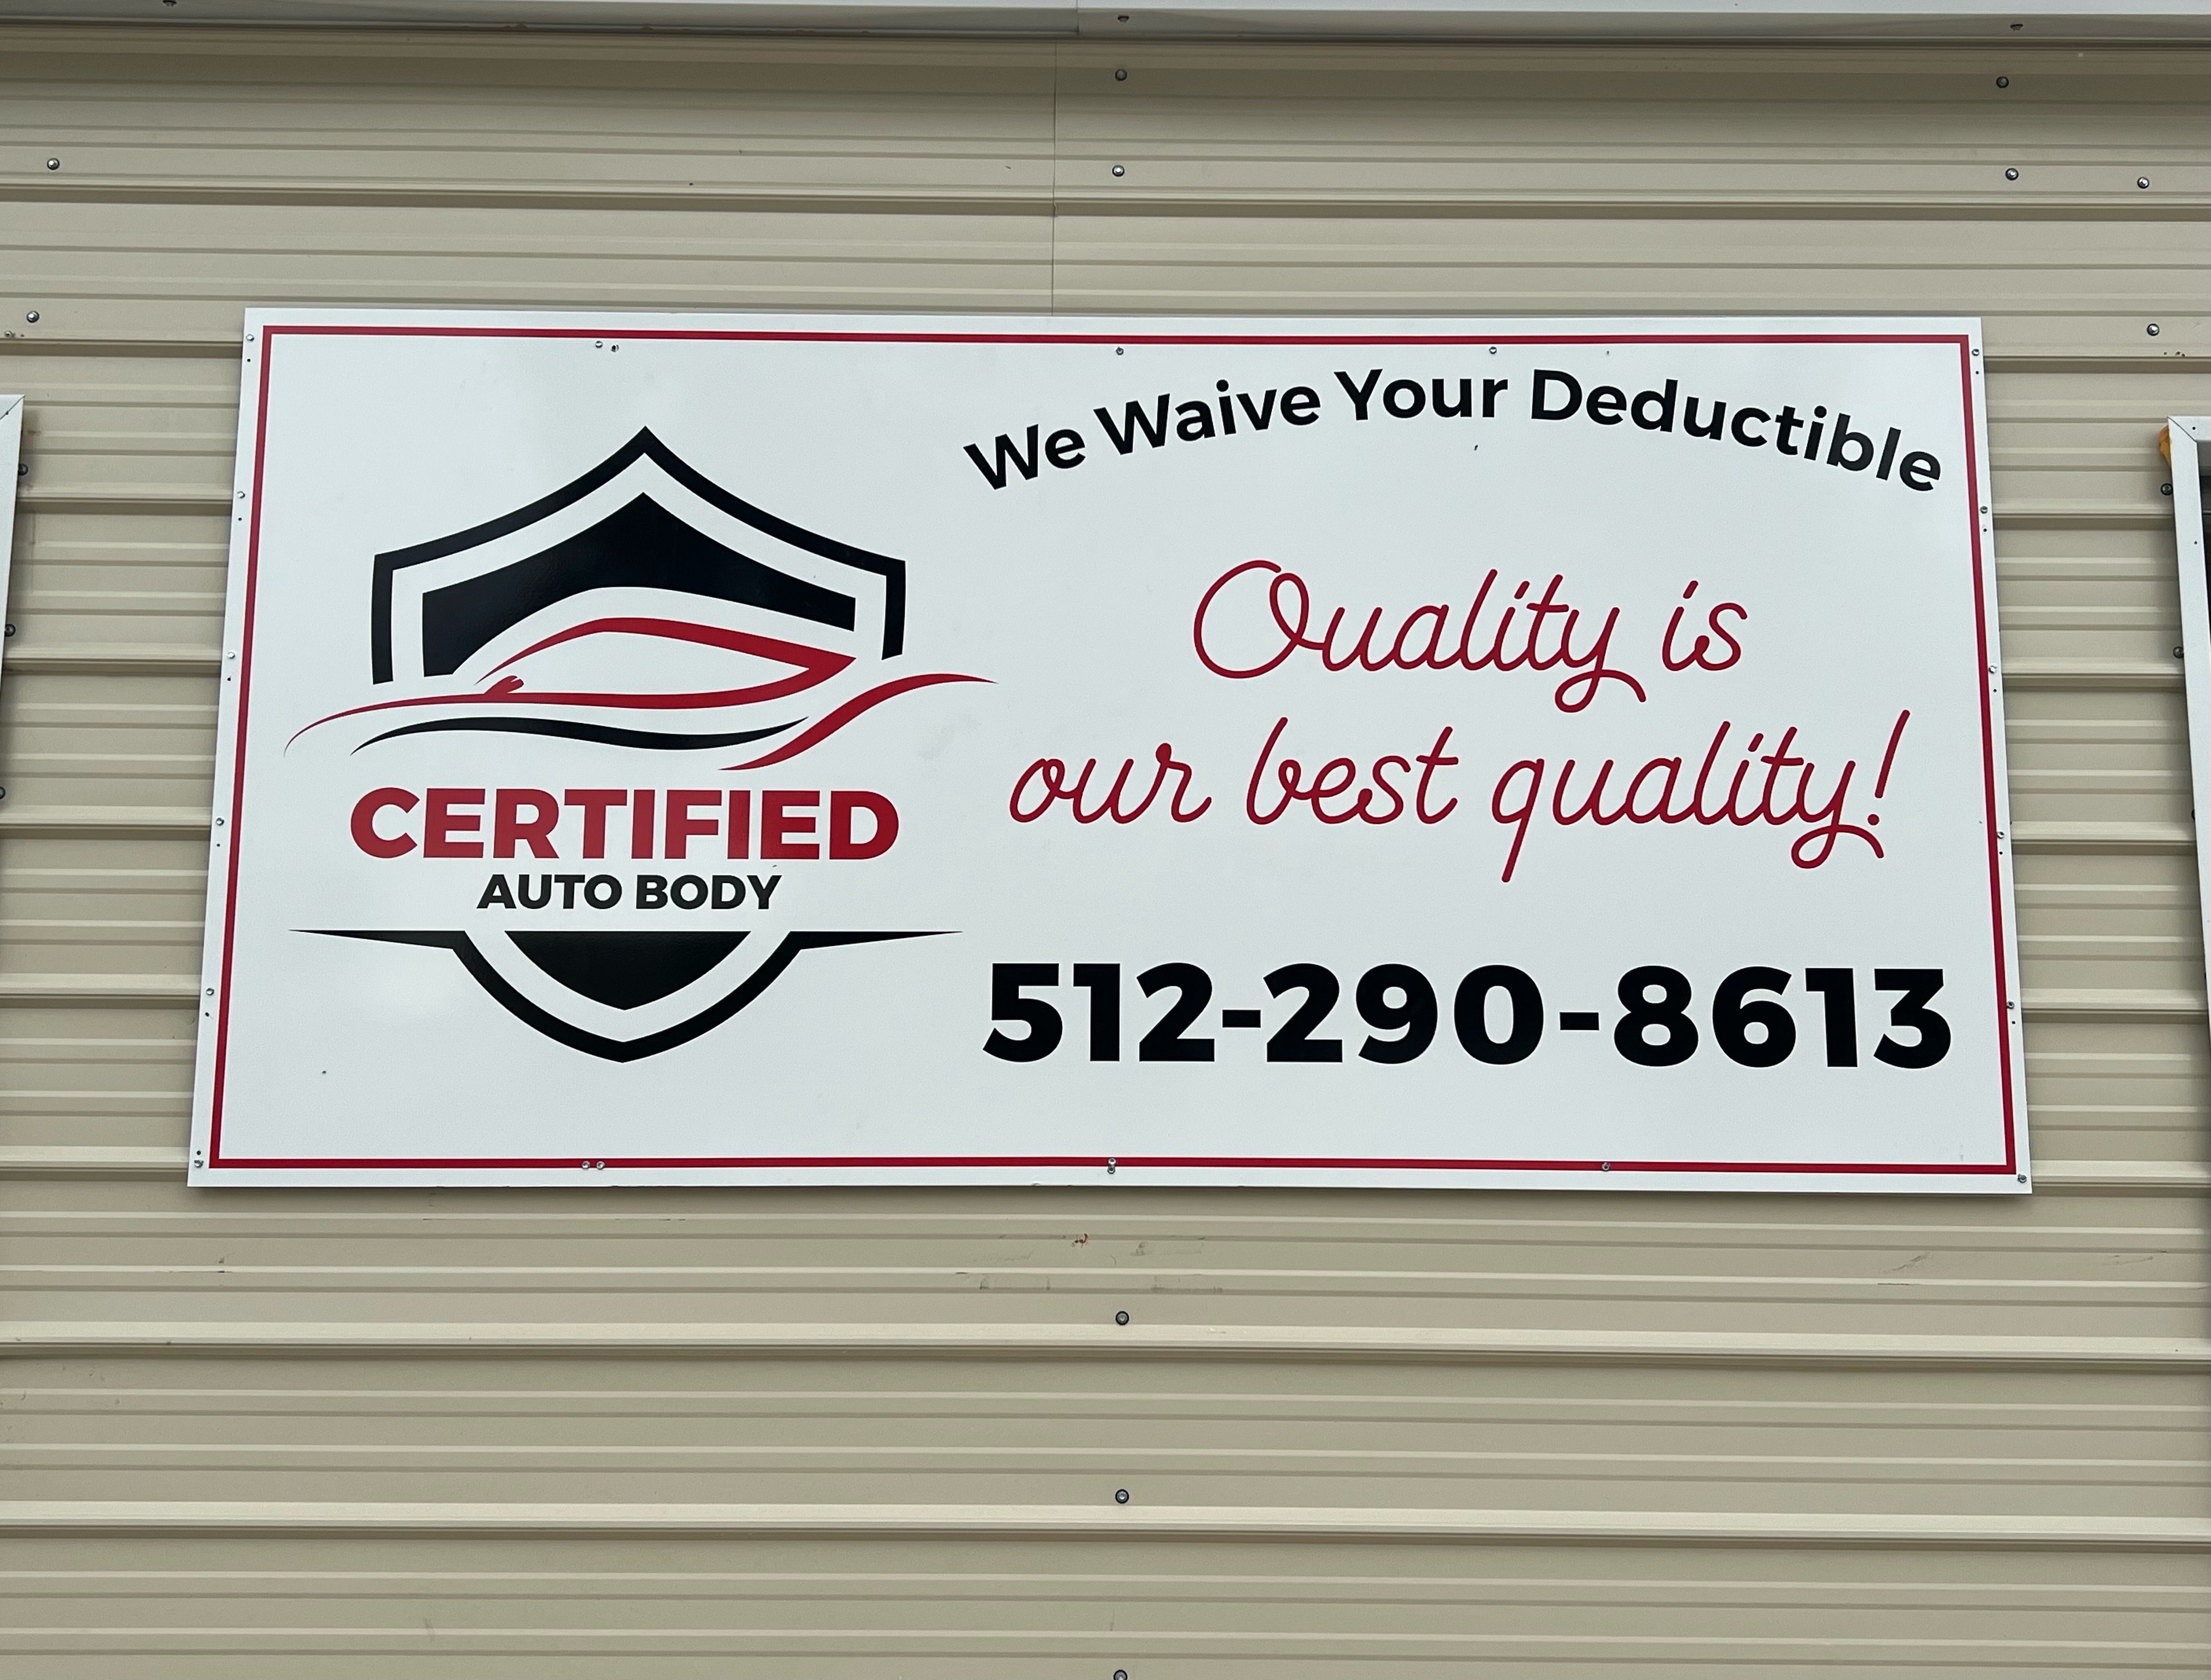 CERTIFIED
AUTO BODY
We Waive Your Deductible
Quality is
our best quality!
512-290-8613